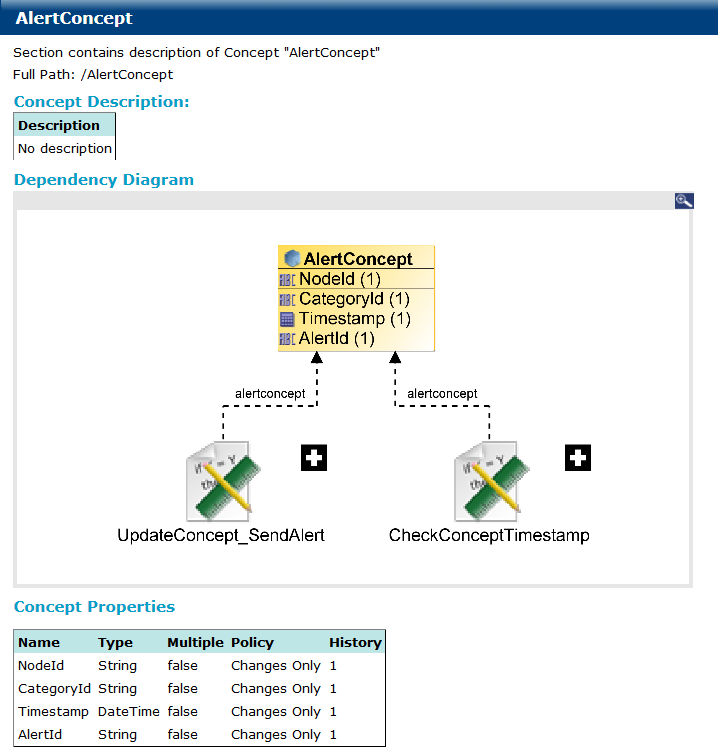 AlertConcept
Section contains description of Concept "AlertConcept"
Full Path: /AlertConcept
Concept Description:
Description
No description
Dependency Diagram
AlertConcept
NodeId (1)
CategoryId (1)
Timestamp (1)
AlertId (1)
alertconcept alertconcept
UpdateConcept_SendAlert CheckConceptTimestamp
Concept Properties
Name Type Multiple Policy History
NodeId String false Changes Only 1
CategoryId String false Changes Only 1
Timestamp DateTime false Changes Only 1
AlertId String false Changes Only 1